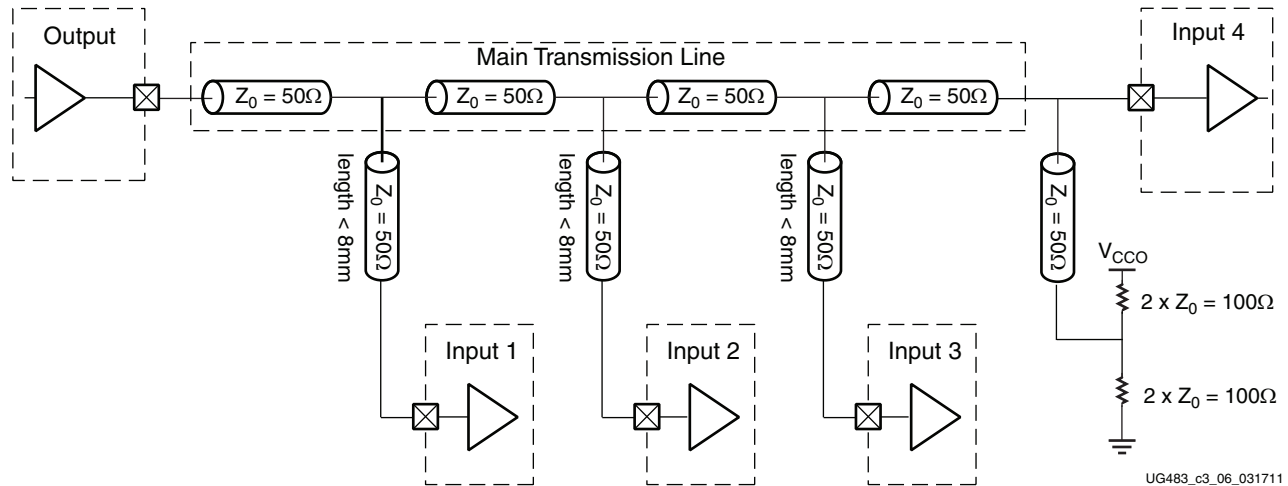 Output
Main Transmission Line
Input 4
Z0 = 50Ω
Z0 = 50Ω
Z0 = 50Ω
Z0 = 50Ω
length < 8mm
Z0 = 50Ω
length < 8mm
Z0 = 50Ω
length < 8mm
Z0 = 50Ω
Z0 = 50Ω
VCCO
2 x Z0 = 100Ω
2 x Z0 = 100Ω
Input 1
Input 2
Input 3
UG483_c3_06_031711